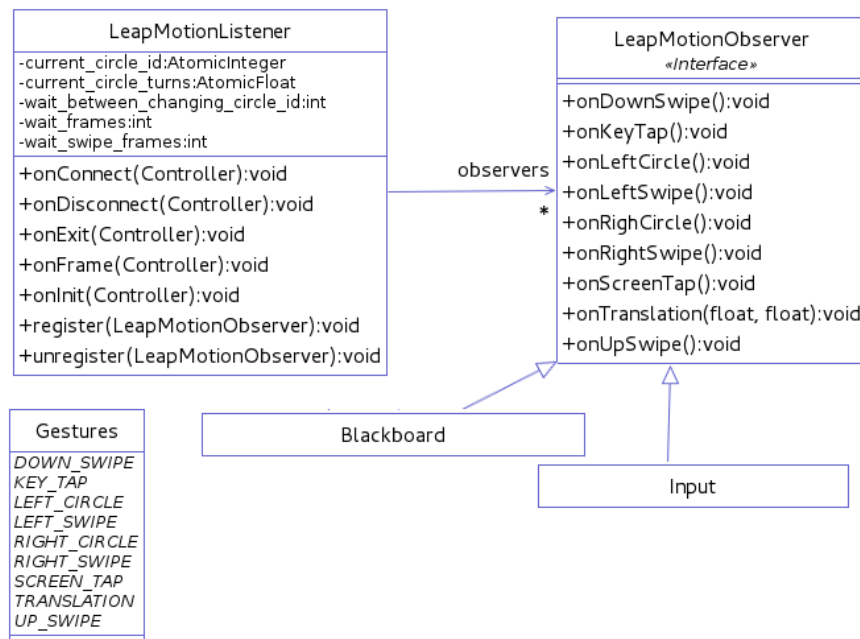 LeapMotionListener
-current_circle_id:AtomicInteger
-current_circle_turns:AtomicFloat
-wait_between_changing_circle_id:int
-wait_frames:int
-wait_swipe_frames:int
+onConnect(Controller):void
+onDisconnect(Controller):void
+onExit(Controller):void
+onFrame(Controller):void
+onInit(Controller):void
+register(LeapMotionObserver):void
+unregister(LeapMotionObserver):void
observers
*
LeapMotionObserver
«Interface»
+onDownSwipe():void
+onKeyTap():void
+onLeftCircle():void
+onLeftSwipe():void
+onRighCircle():void
+onRightSwipe():void
+onScreenTap():void
+onTranslation(float, float):void
+onUpSwipe():void
Blackboard
Input
Gestures
DOWN_SWIPE
KEY_TAP
LEFT_CIRCLE
LEFT_SWIPE
RIGHT_CIRCLE
RIGHT_SWIPE
SCREEN_TAP
TRANSLATION
UP_SWIPE